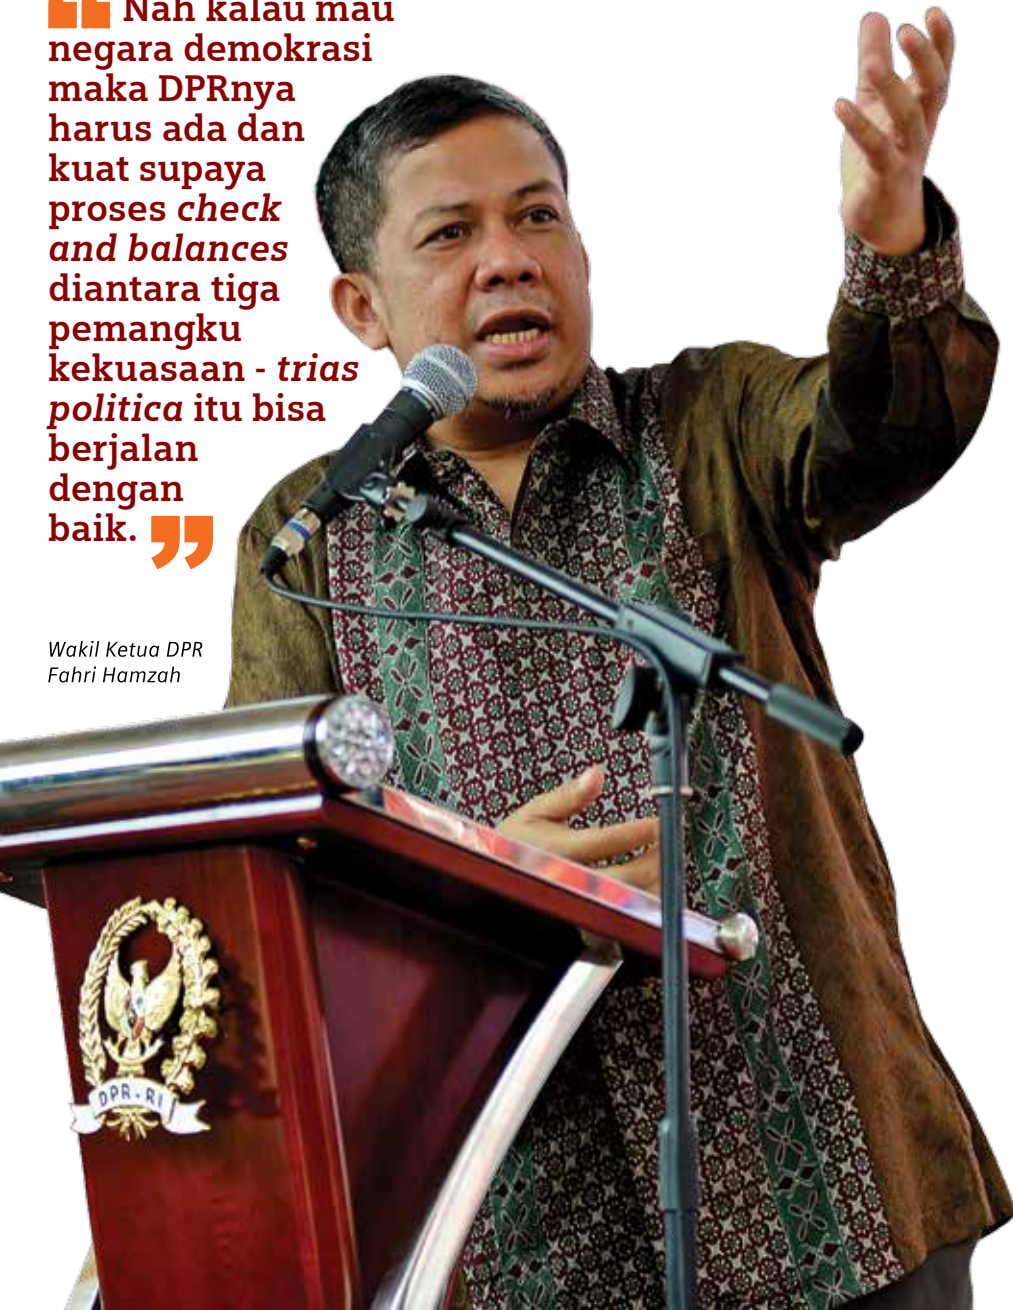 Nah kalau mau
negara demokrasi
maka DPRnya
harus ada dan
kuat supaya
proses check
and balances
diantara tiga
pemangku
kekuasaan - trias
politica itu bisa
berjalan
dengan
baik.
Wakil Ketua DPR
Fahri Hamzah
DPR-RI